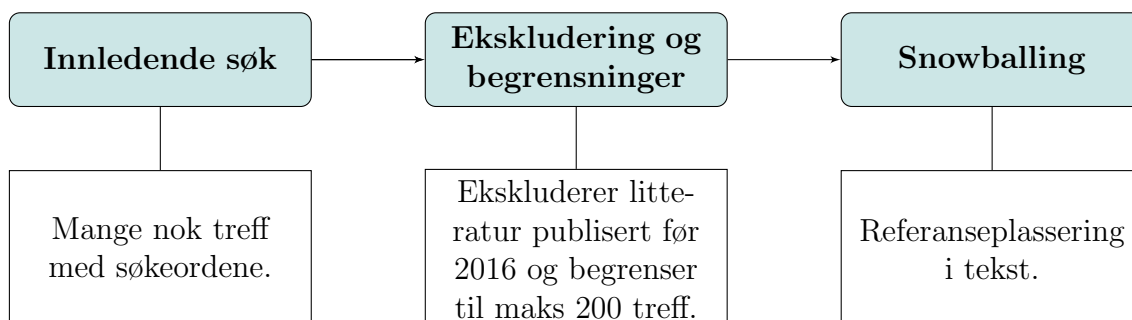 Innledende søk
Ekskludering og
begrensninger
Snowballing
Mange nok treff
med søkeordene.
Ekskluderer litte-
ratur publisert før
2016 og begrenser
til maks 200 treff.
Referanseplassering
i tekst.